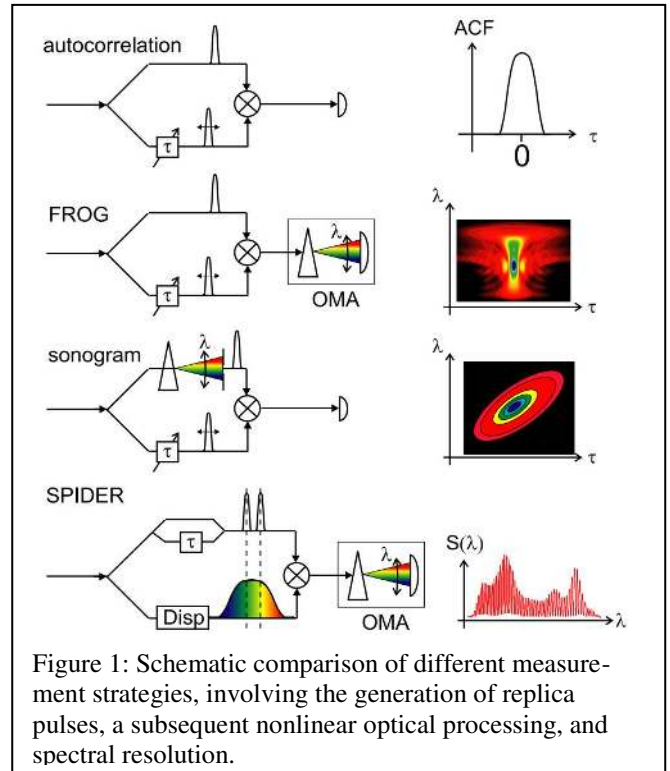 autocorrelation
ACF
τ
0
τ
FROG
λ
τ
OMA
λ
τ
sonogram
λ
τ
λ
τ
SPIDER
τ
Disp
λ
OMA
S(λ)
λ
Figure 1: Schematic comparison of different measure-
ment strategies, involving the generation of replica
pulses, a subsequent nonlinear optical processing, and
spectral resolution.